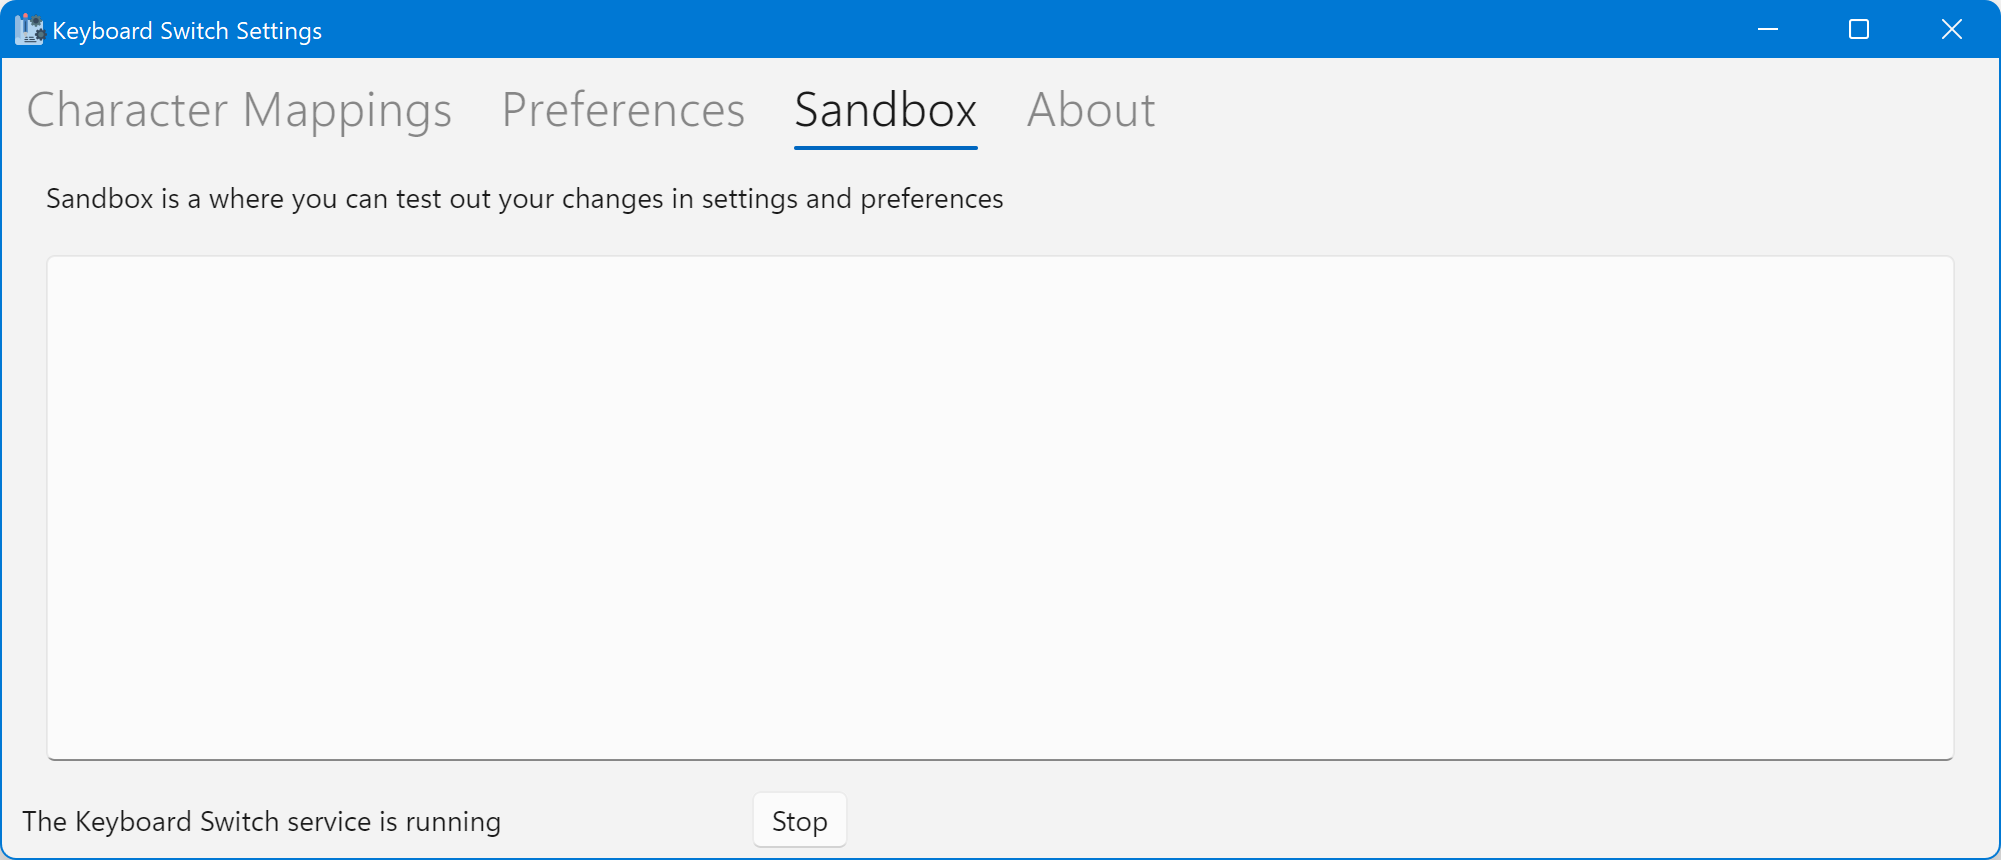 Keyboard Switch Settings
Character Mappings Preferences Sandbox About
Sandbox is a where you can test out your changes in settings and preferences
The Keyboard Switch service is running Stop